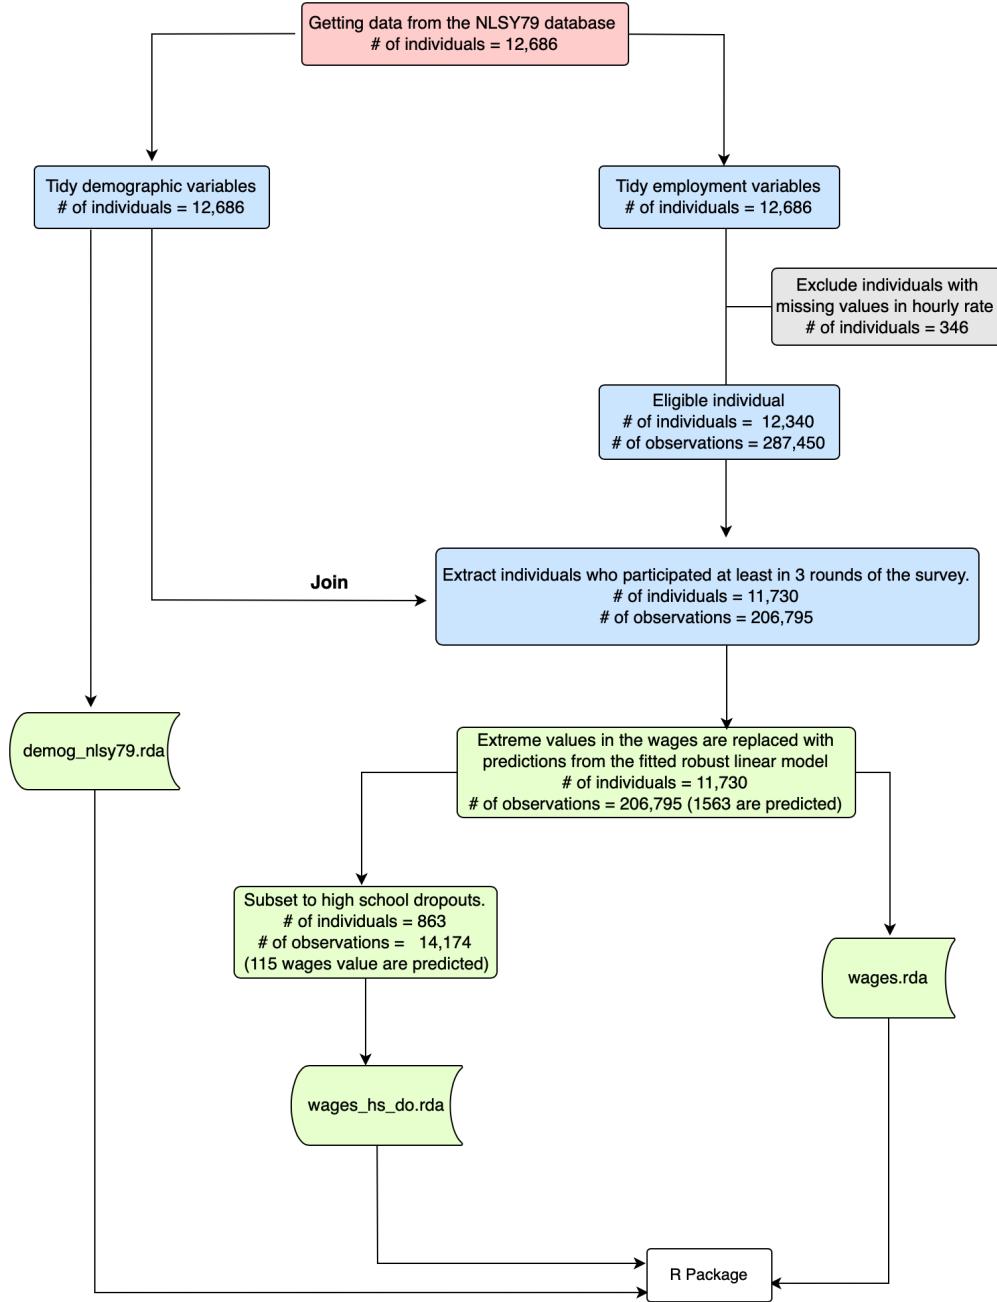 Getting data from the NLSY79 database
# of individuals = 12,686
Tidy demographic variables
# of individuals = 12,686
Tidy employment variables
# of individuals = 12,686
Exclude individuals with
missing values in hourly rate
# of individuals = 346
Eligible individual
# of individuals = 12,340
# of observations = 287,450
Join
Extract individuals who participated at least in 3 rounds of the survey.
# of individuals = 11,730
# of observations = 206,795
demog_nlsy79.rda
Extreme values in the wages are replaced with
predictions from the fitted robust linear model
# of individuals = 11,730
# of observations = 206,795 (1563 are predicted)
Subset to high school dropouts.
# of individuals = 863
# of observations = 14,174
(115 wages value are predicted)
wages.rda
wages_hs_do.rda
R Package